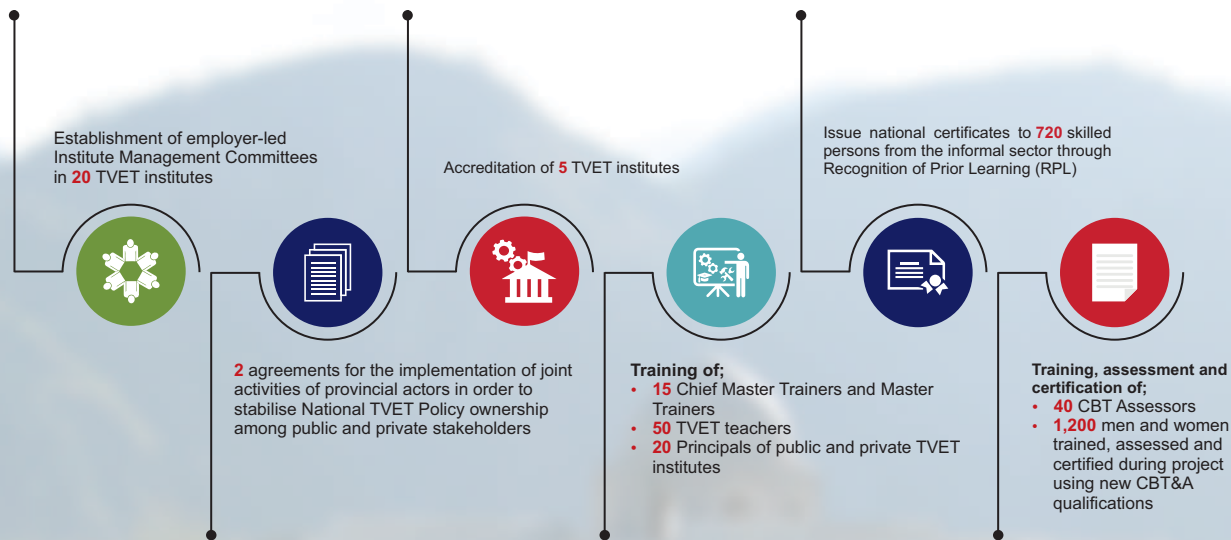 Establishment of employer-led
Institute Management Committees
in 20 TVET institutes
2 agreements for the implementation of joint
activities of provincial actors in order to
stabilise National TVET Policy ownership
among public and private stakeholders
Accreditation of 5 TVET institutes
Training of;
• 15 Chief Master Trainers and Master
Trainers
• 50 TVET teachers
• 20 Principals of public and private TVET
institutes
Issue national certificates to 720 skilled
persons from the informal sector through
Recognition of Prior Learning (RPL)
Training, assessment and
certification of;
• 40 CBT Assessors
• 1,200 men and women
trained, assessed and
certified during project
using new CBT&A
qualifications